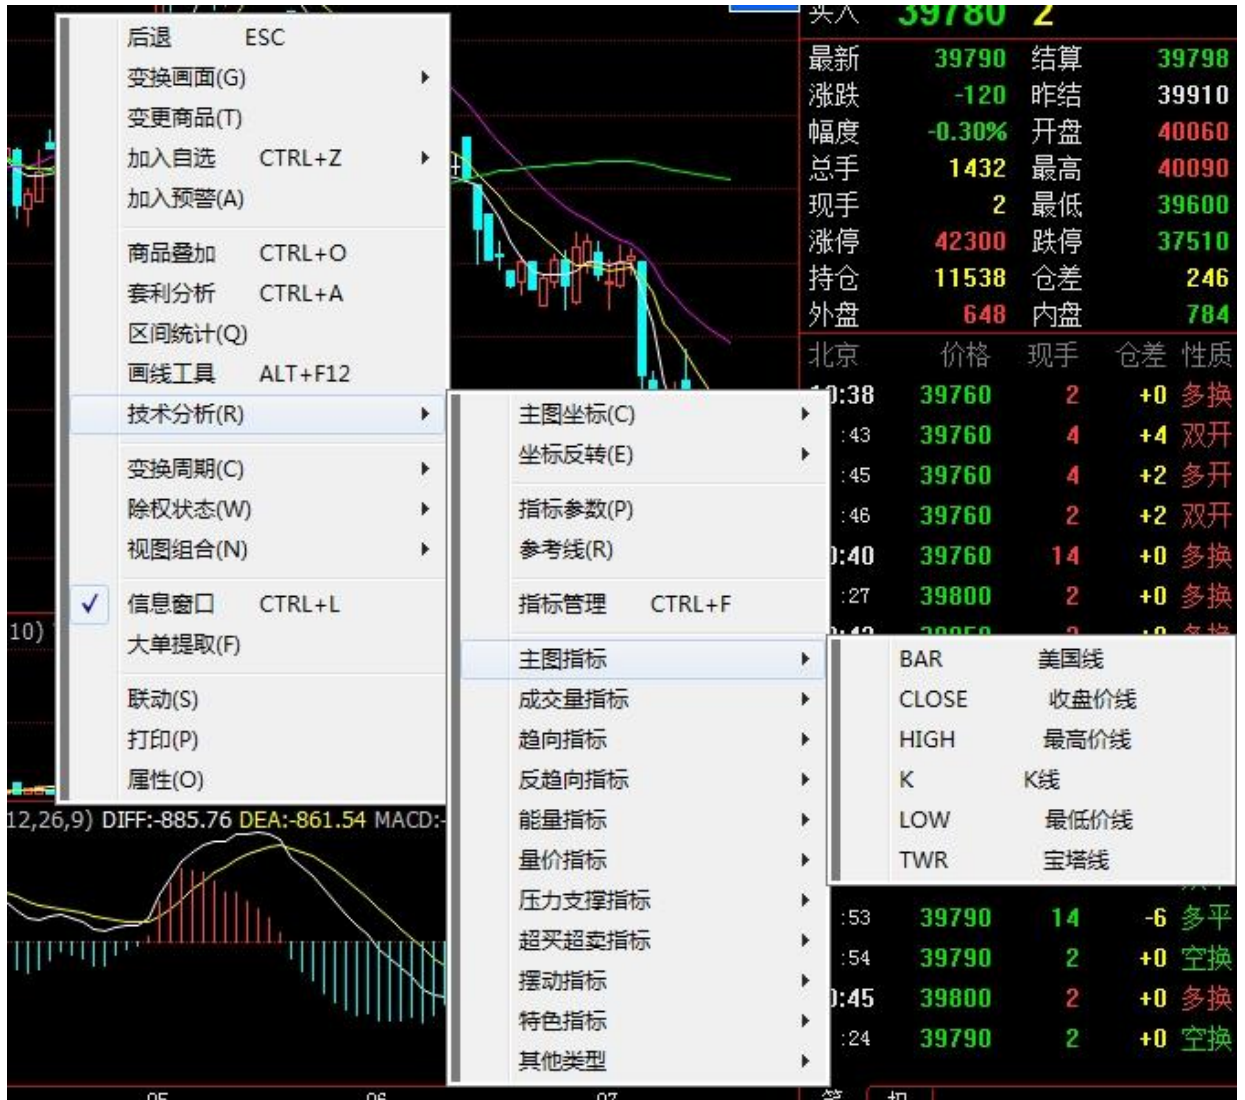 后退 ESC
变换画面(G)
变更商品(T)
加入自选 CTRL+Z
加入预警(A)
商品叠加 CTRL+O
套利分析 CTRL+A
区间统计(Q)
画线工具 ALT+F12
技术分析(R)
变换周期(C)
除权状态(W)
视图组合(N)
信息窗口 CTRL+L
大单提取(F)
联动(S)
打印(P)
属性(O)
主图坐标(C)
坐标反转(E)
指标参数(P)
参考线(R)
指标管理 CTRL+F
主图指标
成交量指标
趋向指标
反趋向指标
能量指标
量价指标
压力支撑指标
超买超卖指标
摆动指标
特色指标
其他类型
BAR 美国线
CLOSE 收盘价线
HIGH 最高价线
K K线
LOW 最低价线
TWR 宝塔线
买入 39780 2
最新 39790 结算 39798
涨跌 -120 昨结 39910
幅度 -0.30% 开盘 40060
总手 1432 最高 40090
现手 2 最低 39600
涨停 42300 跌停 37510
持仓 11538 仓差 246
外盘 648 内盘 784
北京 价格 现手 仓差 性质
:38 39760 2 +0 多换
:43 39760 4 +4 双开
:45 39760 4 +2 多开
:46 39760 2 +2 双开
:40 39760 14 +0 多换
:27 39800 2 +0 多换
:53 39790 14 -6 多平
:54 39790 2 +0 空换
:45 39800 2 +0 多换
:24 39790 2 +0 空换
10)
12,26,9) DIFF:-885.76 DEA:-861.54 MACD:-
05 06 07